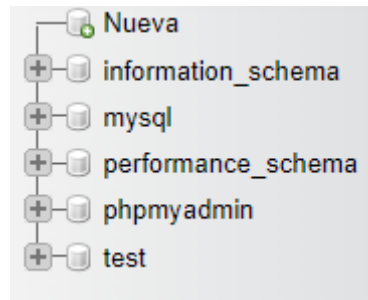 Nueva
information_schema
mysql
performance_schema
phpmyadmin
test